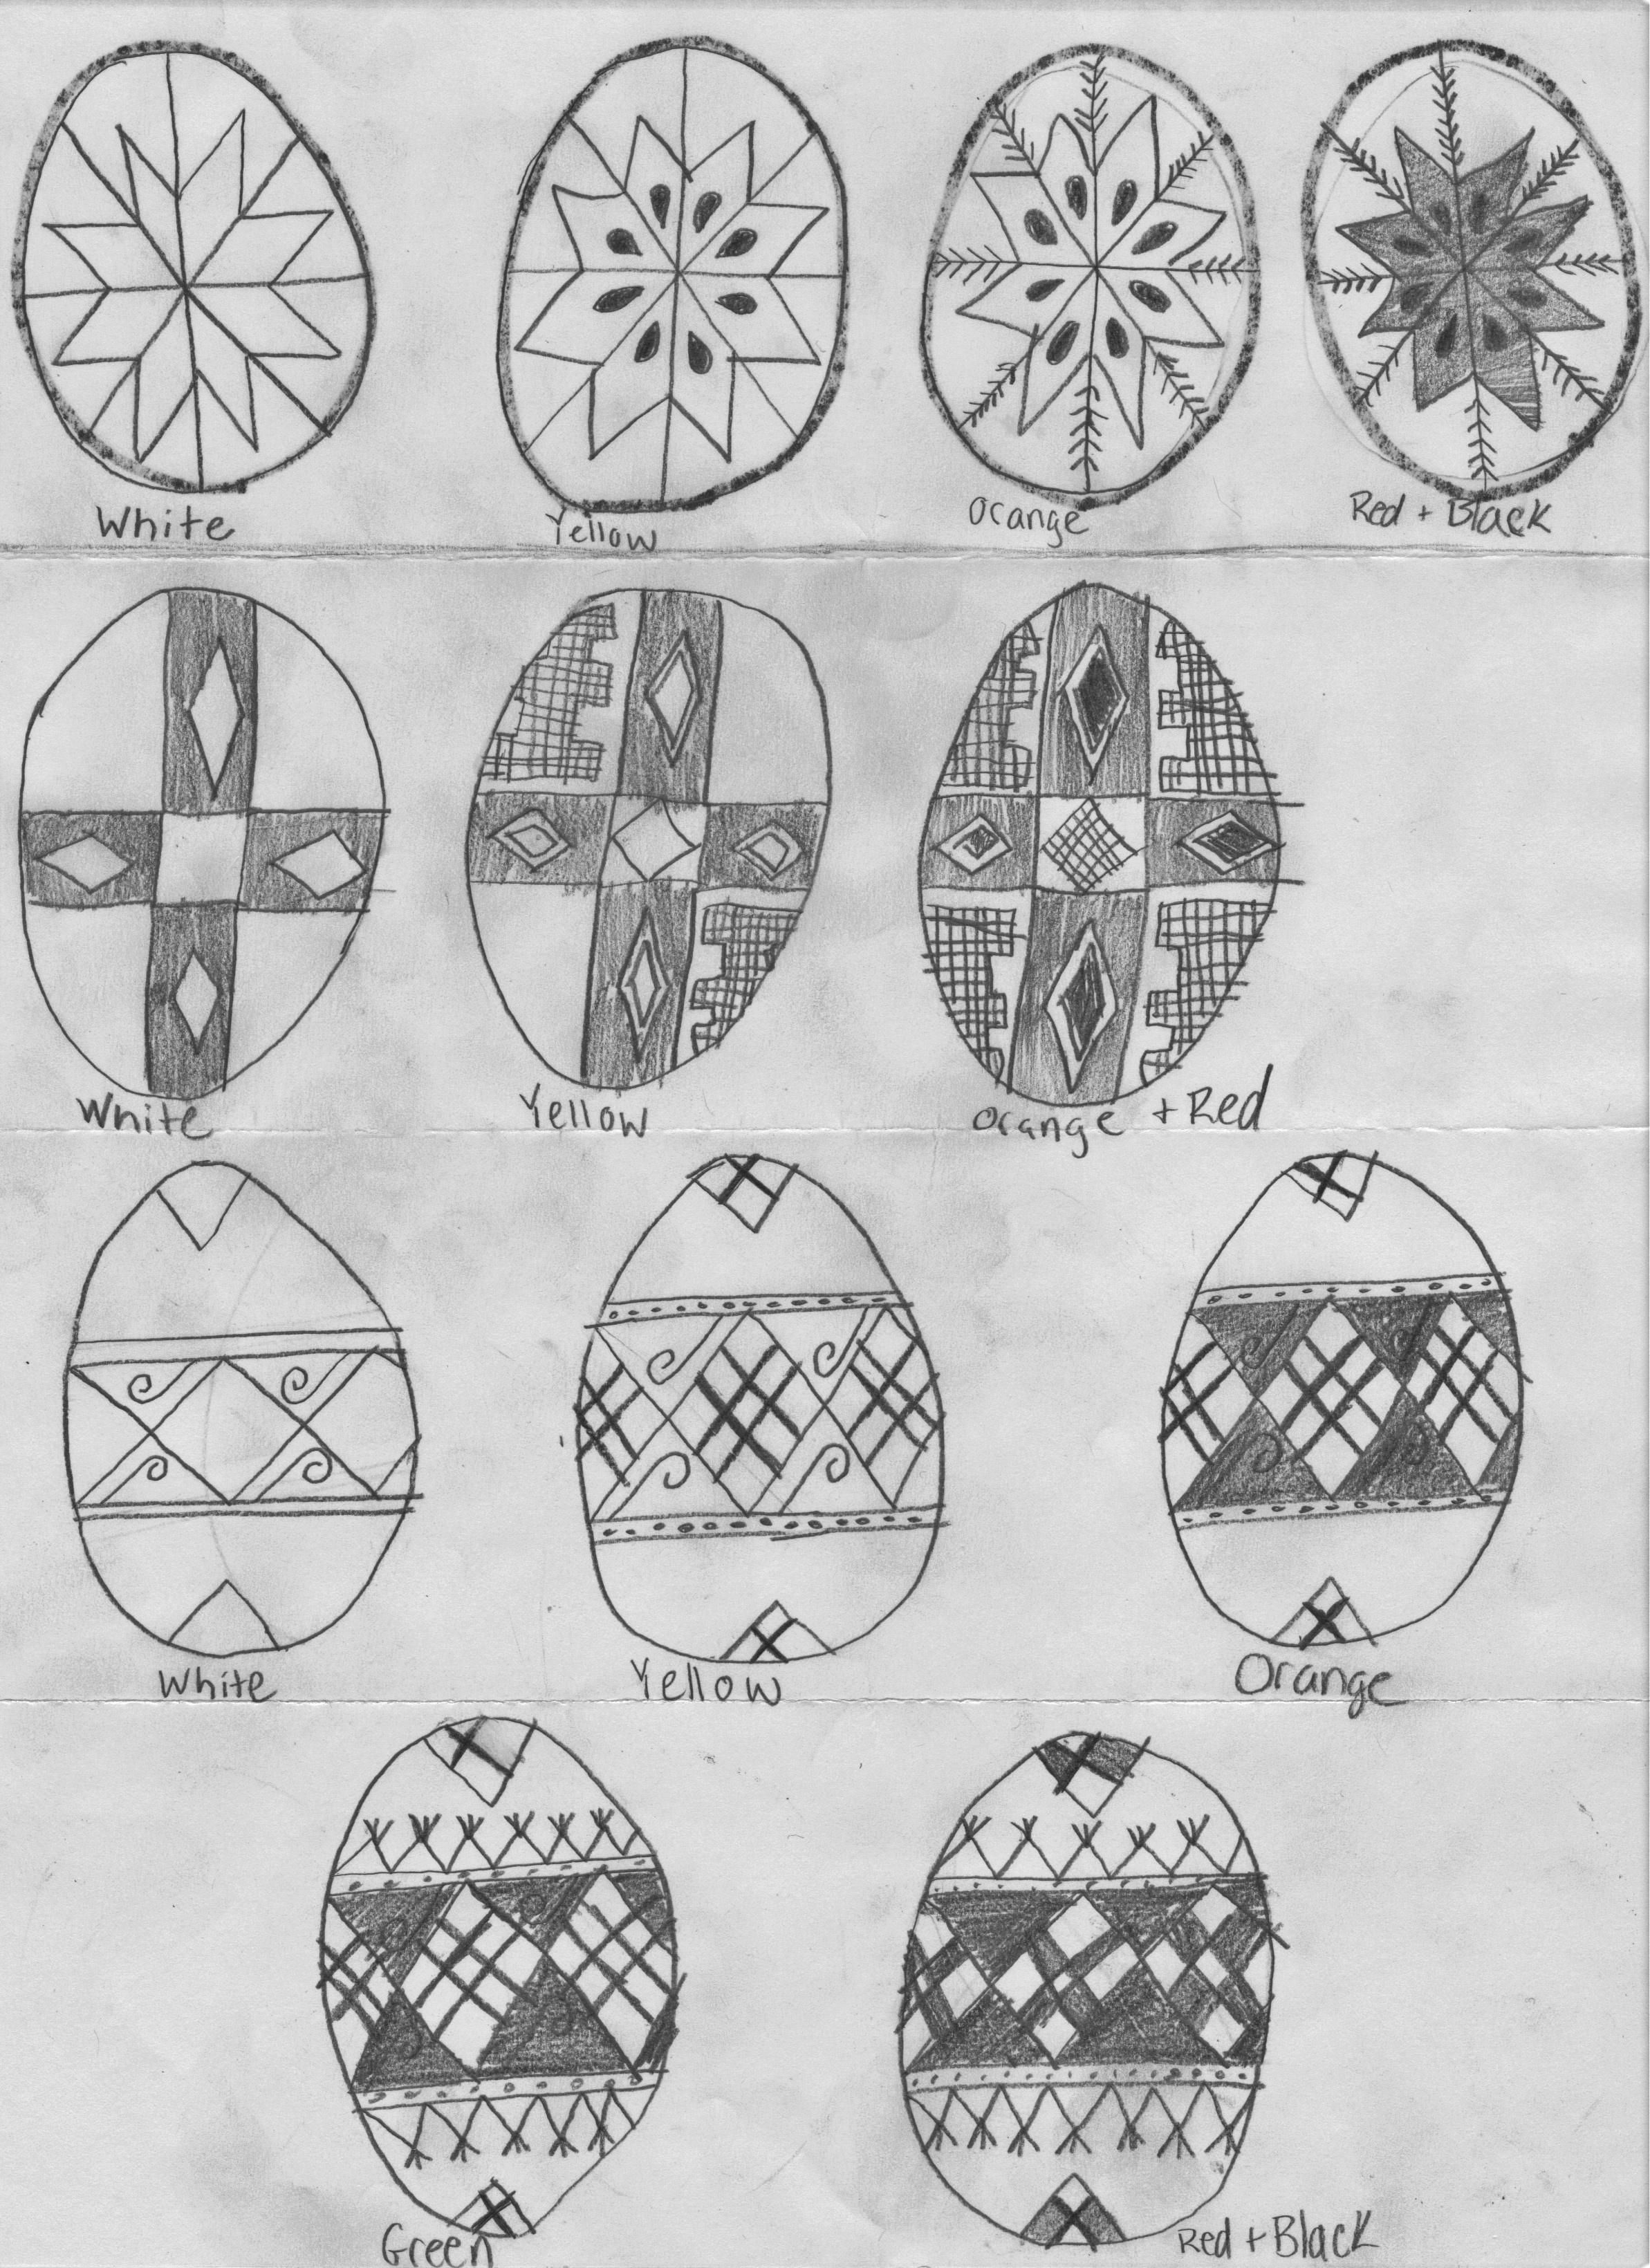 White Yellow Orange Red + Black
White Yellow Orange + Red
White Yellow Orange
Green Red + Black